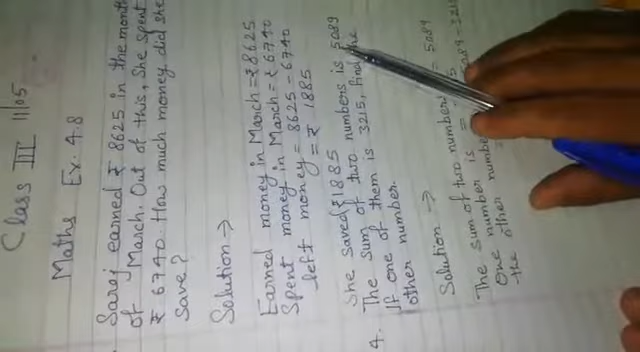 Class III 11/05
Maths Ex. 4.8
Saroj earned ₹ 8625 in the month
of March. Out of this, she spent
₹ 6740. How much money did she
save?
Solution →
Earned money in March = ₹ 8625
Spent money in March = ₹ 6740
left money = 8625 - 6740
= ₹ 1885
She saved ₹1885
4. The sum of two numbers is 5089
If one of them is 3215, find the
other number.
Solution →
The sum of two numbers = 5089
One number is = 5
the other number 5089 - 3215